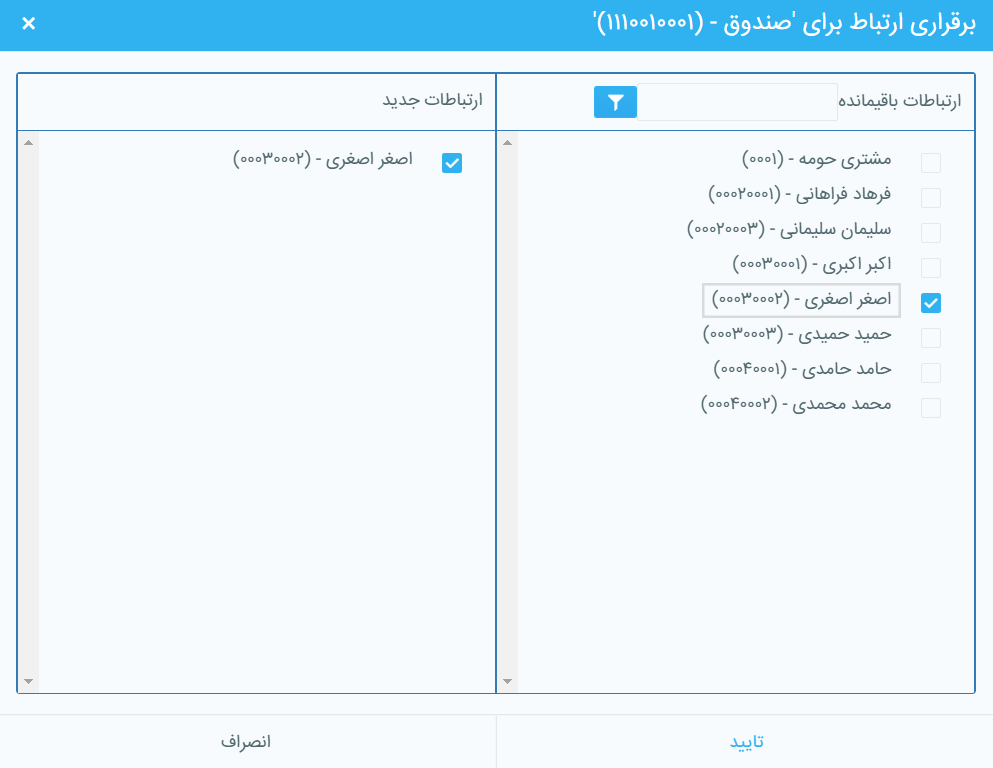 برقراری ارتباط برای 'صندوق - (۱۱۱۰۰۱۰۰۰۱)'
ارتباطات باقیمانده
مشتری حومه - (۰۰۰۱)
فرهاد فراهانی - (۰۰۰۲۰۰۰۱)
سلیمان سلیمانی - (۰۰۰۲۰۰۰۳)
اکبر اکبری - (۰۰۰۳۰۰۰۱)
اصغر اصغری - (۰۰۰۳۰۰۰۲)
حمید حمیدی - (۰۰۰۳۰۰۰۳)
حامد حامدی - (۰۰۰۴۰۰۰۱)
محمد محمدی - (۰۰۰۴۰۰۰۲)
ارتباطات جدید
اصغر اصغری - (۰۰۰۳۰۰۰۲)
تایید
انصراف